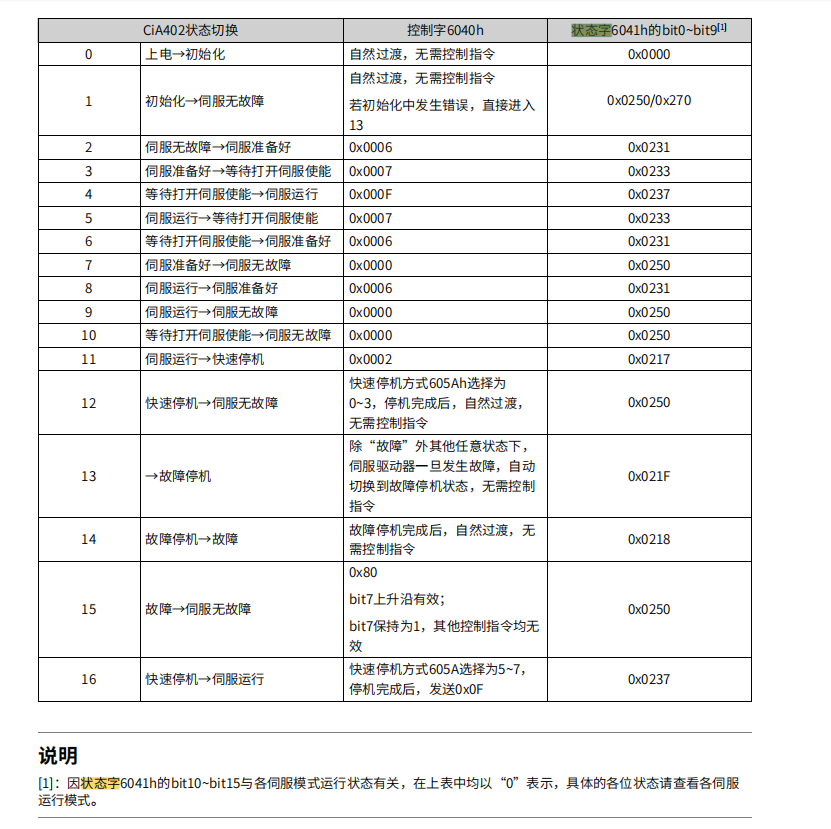 CiA402状态切换 控制字6040h 状态字6041h的bit0~bit9[1]
0 上电→初始化 自然过渡，无需控制指令 0x0000
1 初始化→伺服无故障 自然过渡，无需控制指令
若初始化中发生错误，直接进入
13
0x0250/0x270
2 伺服无故障→伺服准备好 0x0006 0x0231
3 伺服准备好→等待打开伺服使能 0x0007 0x0233
4 等待打开伺服使能→伺服运行 0x000F 0x0237
5 伺服运行→等待打开伺服使能 0x0007 0x0233
6 等待打开伺服使能→伺服准备好 0x0006 0x0231
7 伺服准备好→伺服无故障 0x0000 0x0250
8 伺服运行→伺服准备好 0x0006 0x0231
9 伺服运行→伺服无故障 0x0000 0x0250
10 等待打开伺服使能→伺服无故障 0x0000 0x0250
11 伺服运行→快速停机 0x0002 0x0217
12 快速停机→伺服无故障 快速停机方式605Ah选择为
0~3，停机完成后，自然过渡，
无需控制指令
0x0250
13 →故障停机 除“故障”外其他任意状态下，
伺服驱动器一旦发生故障，自动
切换到故障停机状态，无需控制
指令
0x021F
14 故障停机→故障 故障停机完成后，自然过渡，无
需控制指令
0x0218
15 故障→伺服无故障 0x80
bit7上升沿有效；
bit7保持为1，其他控制指令均无
效
0x0250
16 快速停机→伺服运行 快速停机方式605A选择为5~7，
停机完成后，发送0x0F
0x0237
说明
[1]：因状态字6041h的bit10~bit15与各伺服模式运行状态有关，在上表中均以“0”表示，具体的各位状态请查看各伺服
运行模式。